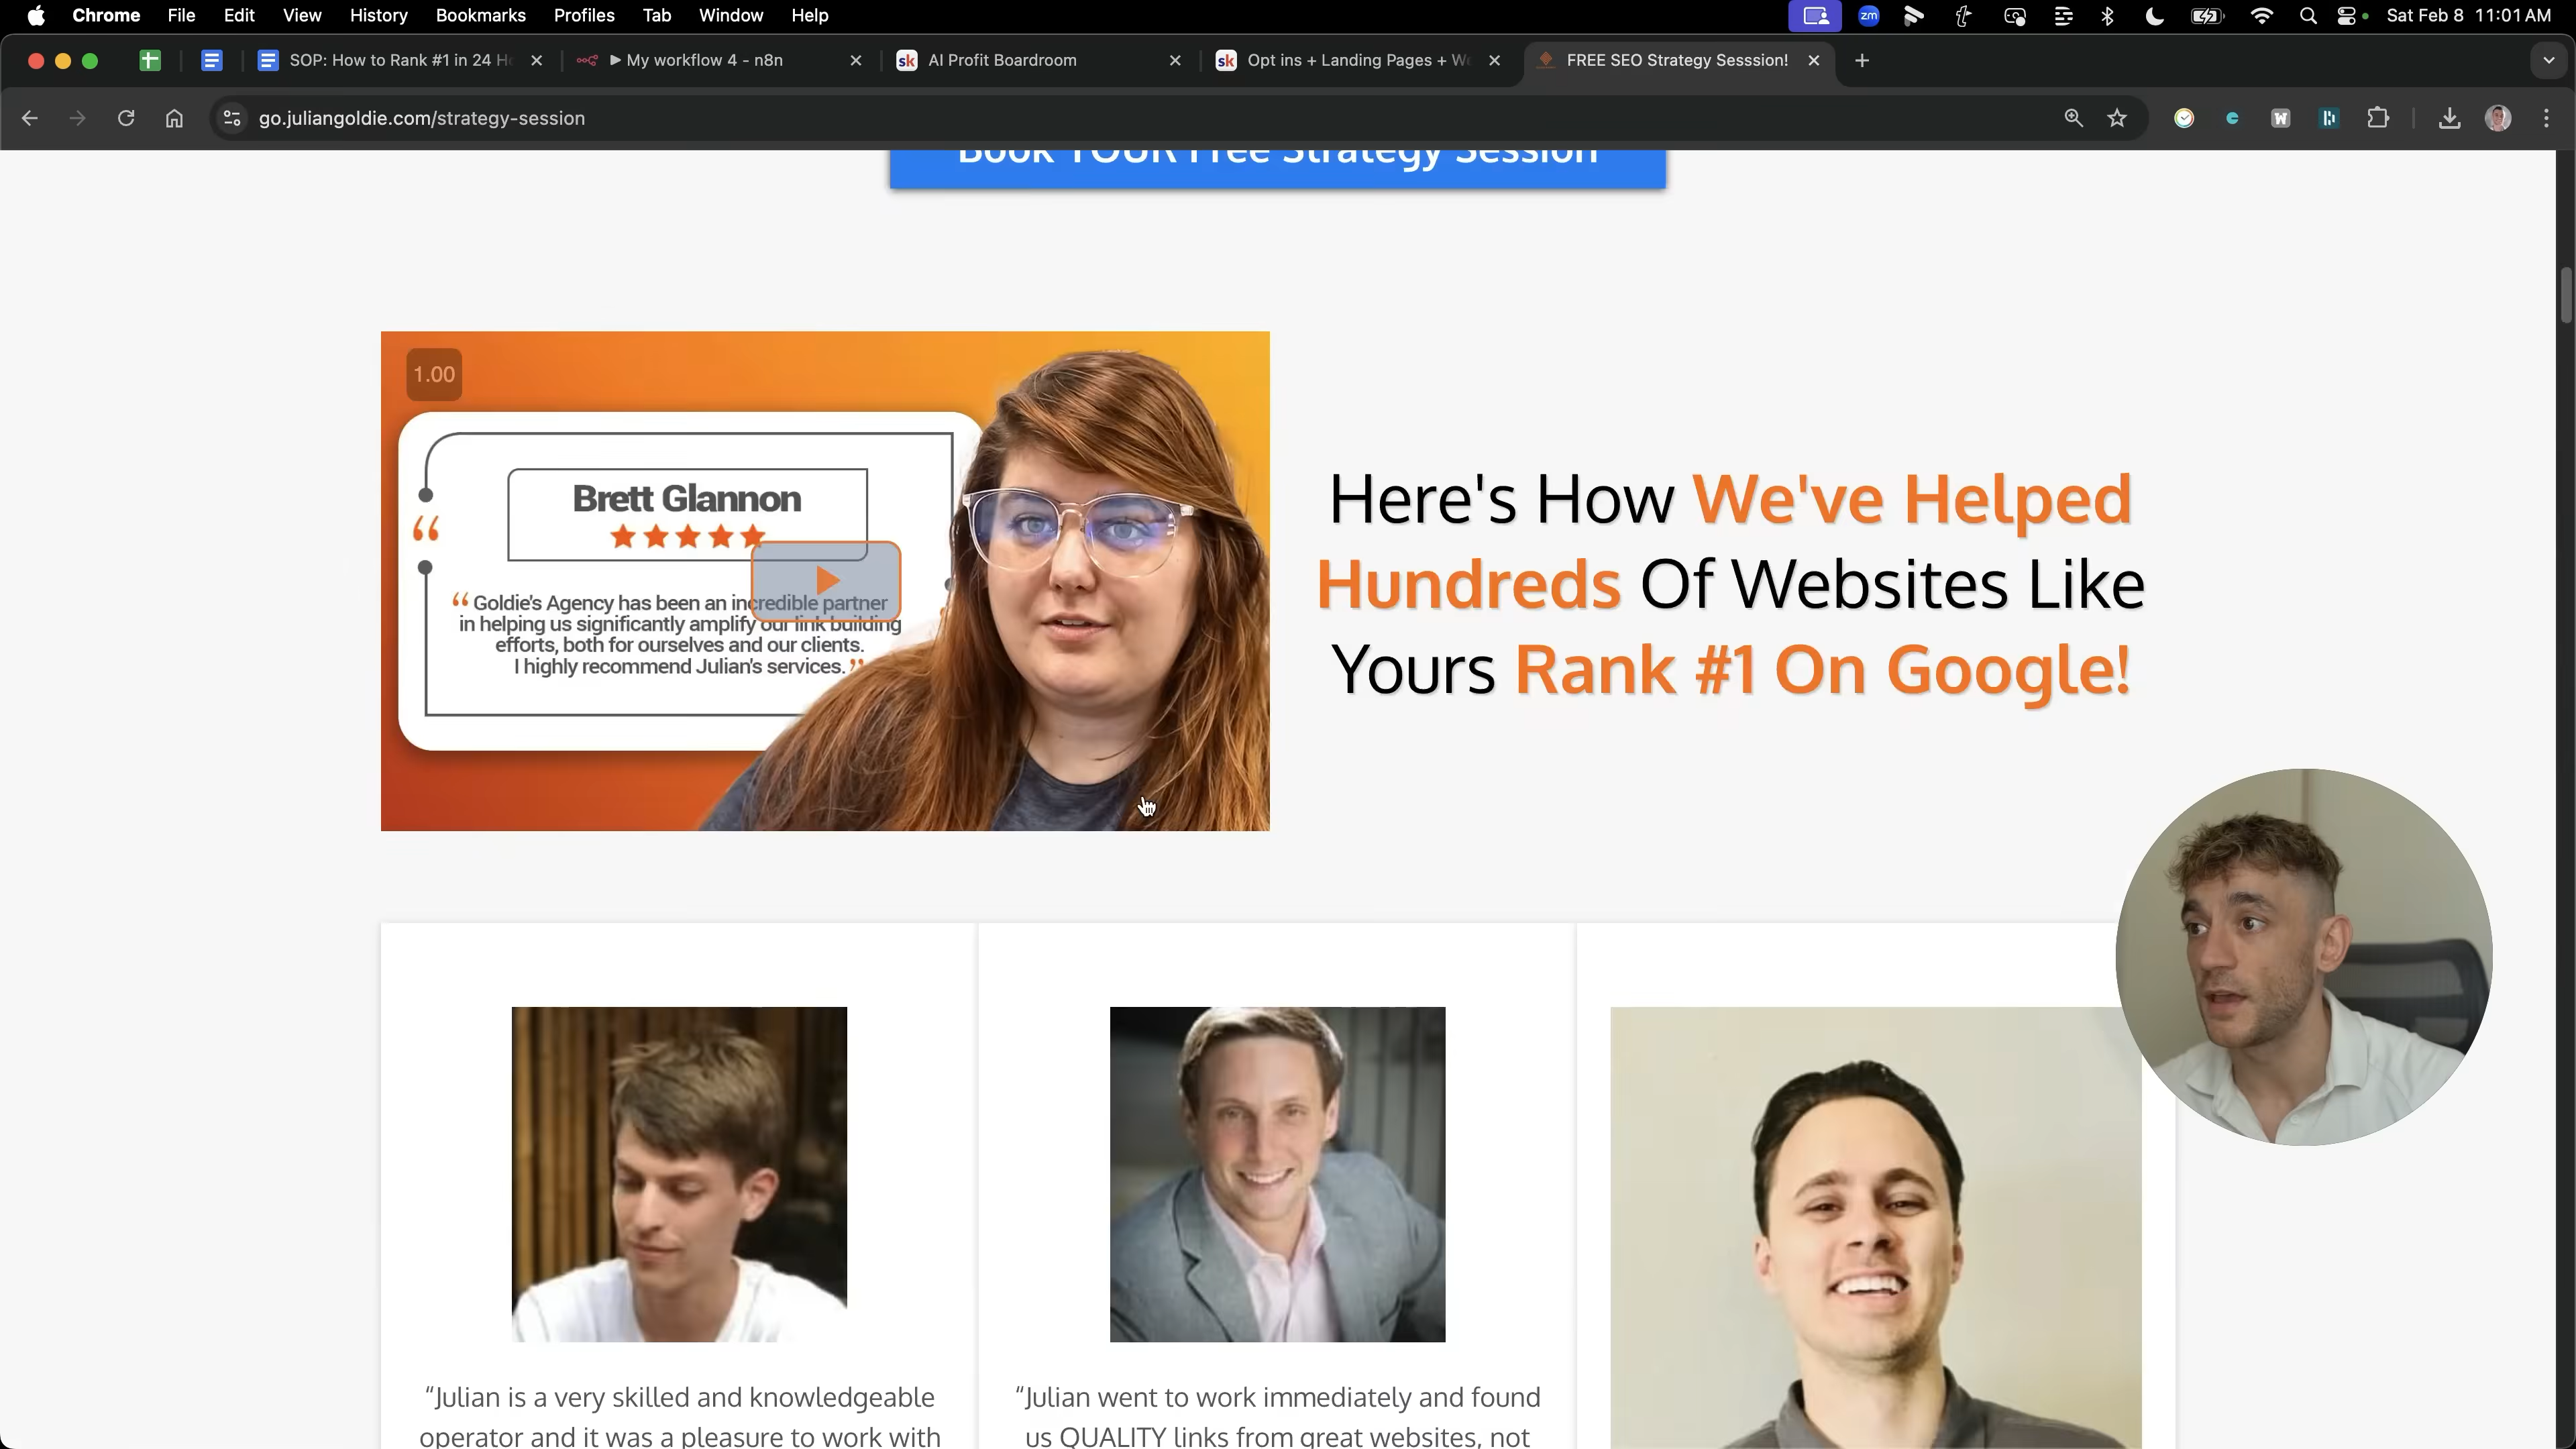 Chrome File Edit View History Bookmarks Profiles Tab Window Help
zm
Sat Feb 8 11:01 AM
SOP: How to Rank #1 in 24 H
My workflow 4 - n8n
sk AI Profit Boardroom
sk Opt ins + Landing Pages + We
FREE SEO Strategy Sesssion!
go.juliangoldie.com/strategy-session
Book YOUR Free Strategy Session
1.00
Brett Glannon
“Goldie's Agency has been an incredible partner
in helping us significantly amplify our link building
efforts, both for ourselves and our clients.
I highly recommend Julian's services.”
Here's How We've Helped
Hundreds Of Websites Like
Yours Rank #1 On Google!
“Julian is a very skilled and knowledgeable
operator and it was a pleasure to work with
“Julian went to work immediately and found
us QUALITY links from great websites, not